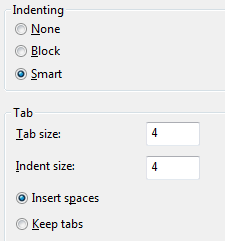 Indenting
None
Block
Smart
Tab
Tab size: 4
Indent size: 4
Insert spaces
Keep tabs